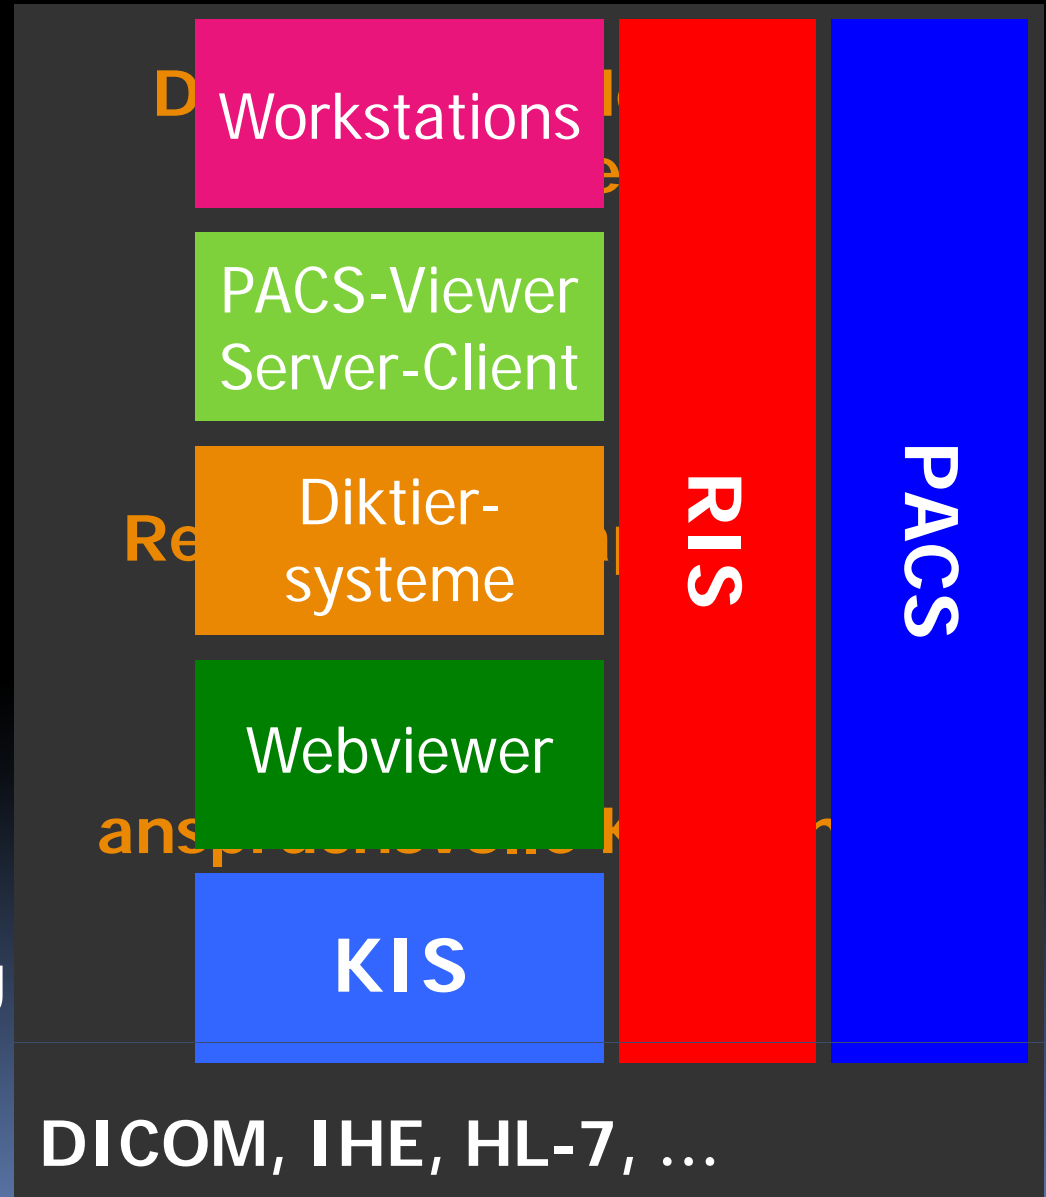 Workstations
PACS-Viewer
Server-Client
Diktier-
systeme
Webviewer
KIS
RIS
PACS
DICOM, IHE, HL-7, ...